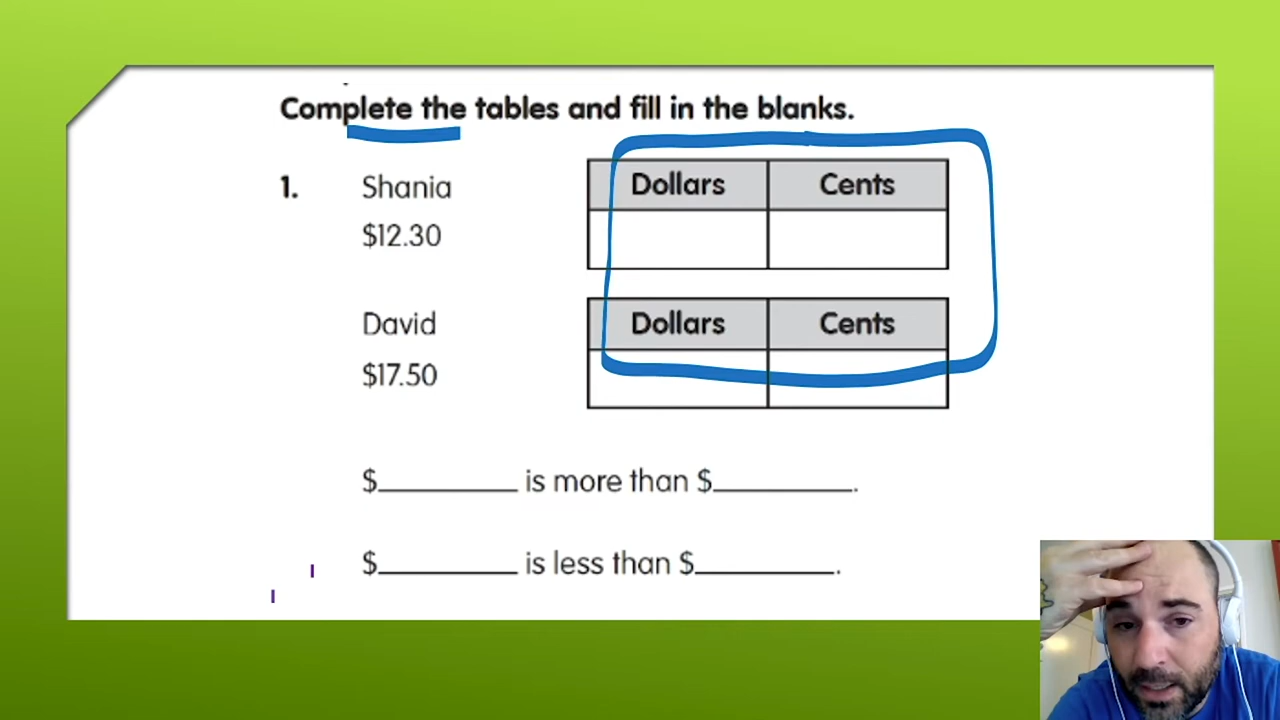 Complete the tables and fill in the blanks.
1. Shania
$12.30
Dollars Cents
David
$17.50
Dollars Cents
$__________ is more than $__________.
$__________ is less than $__________.